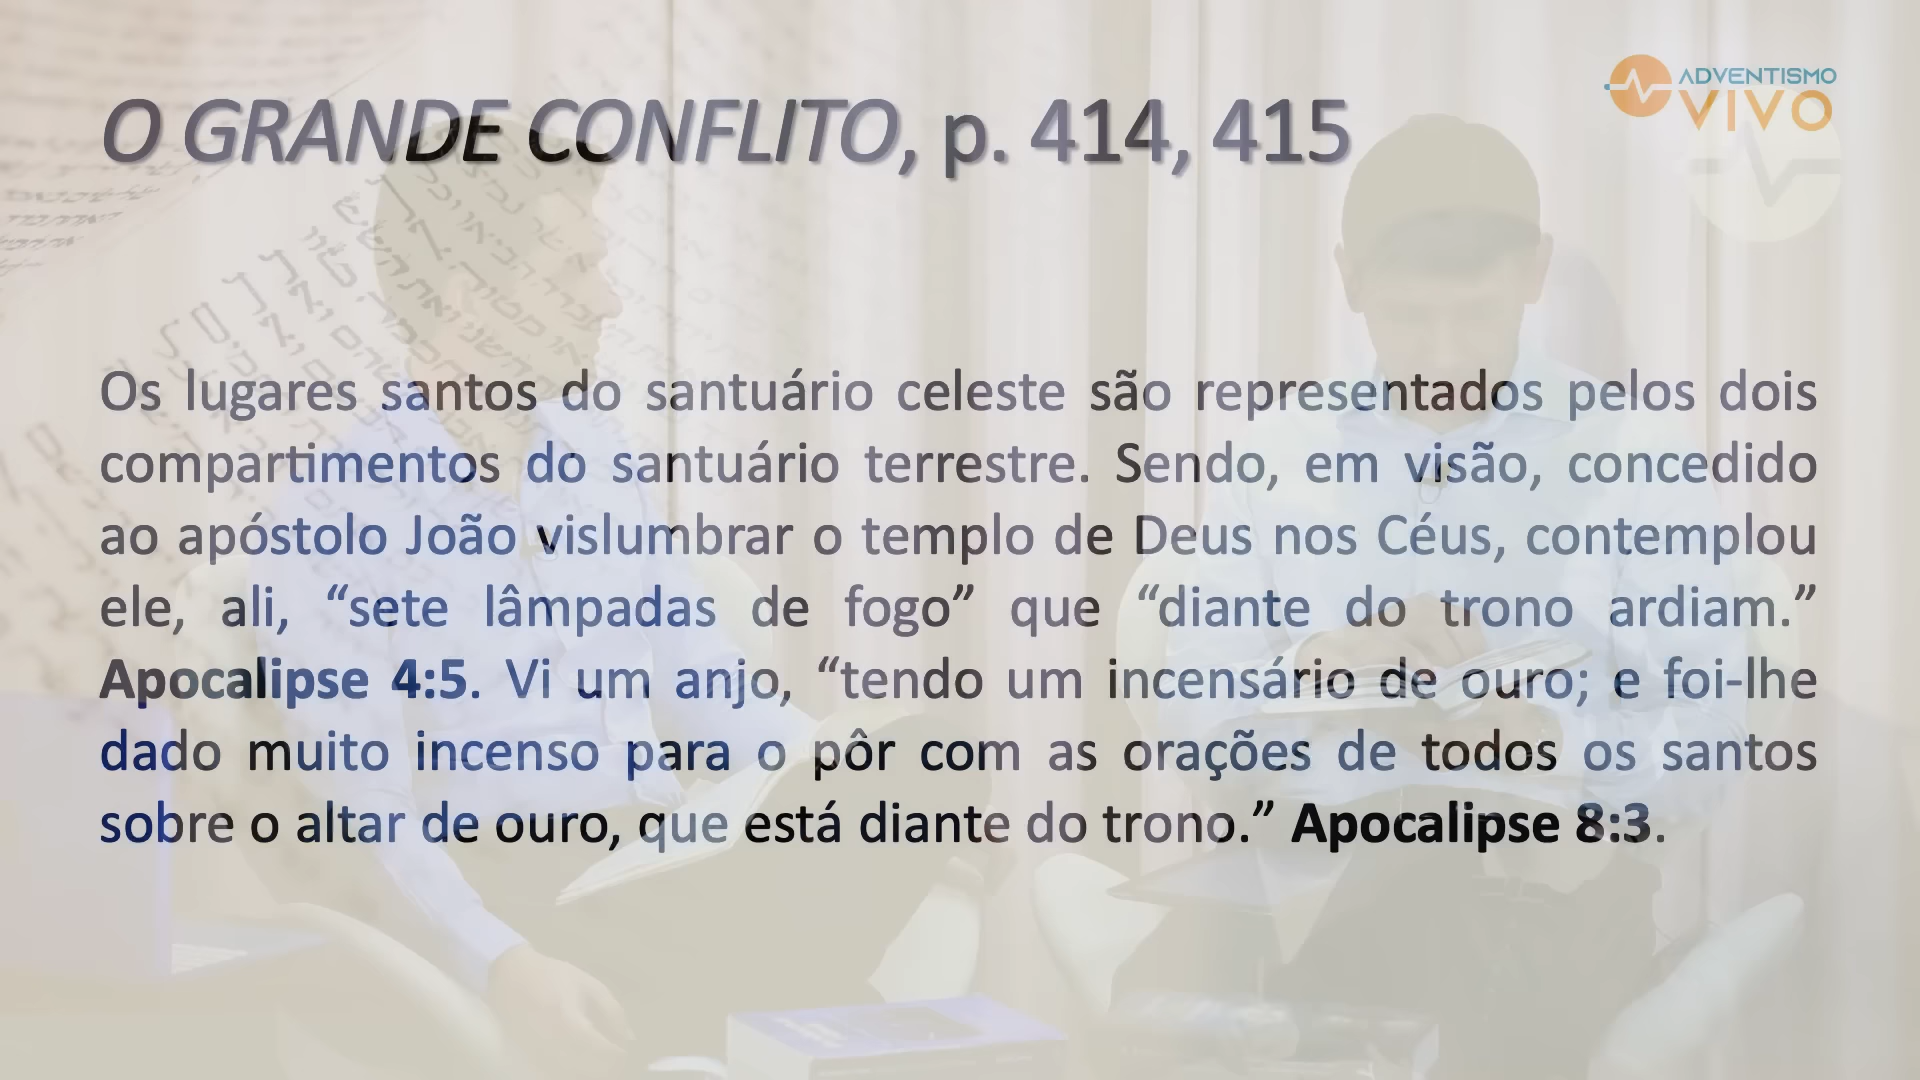 ADVENTISMO
VIVO
O GRANDE CONFLITO, p. 414, 415
Os lugares santos do santuário celeste são representados pelos dois
compartimentos do santuário terrestre. Sendo, em visão, concedido
ao apóstolo João vislumbrar o templo de Deus nos Céus, contemplou
ele, ali, “sete lâmpadas de fogo” que “diante do trono ardiam.”
Apocalipse 4:5. Vi um anjo, “tendo um incensário de ouro; e foi-lhe
dado muito incenso para o pôr com as orações de todos os santos
sobre o altar de ouro, que está diante do trono.” Apocalipse 8:3.